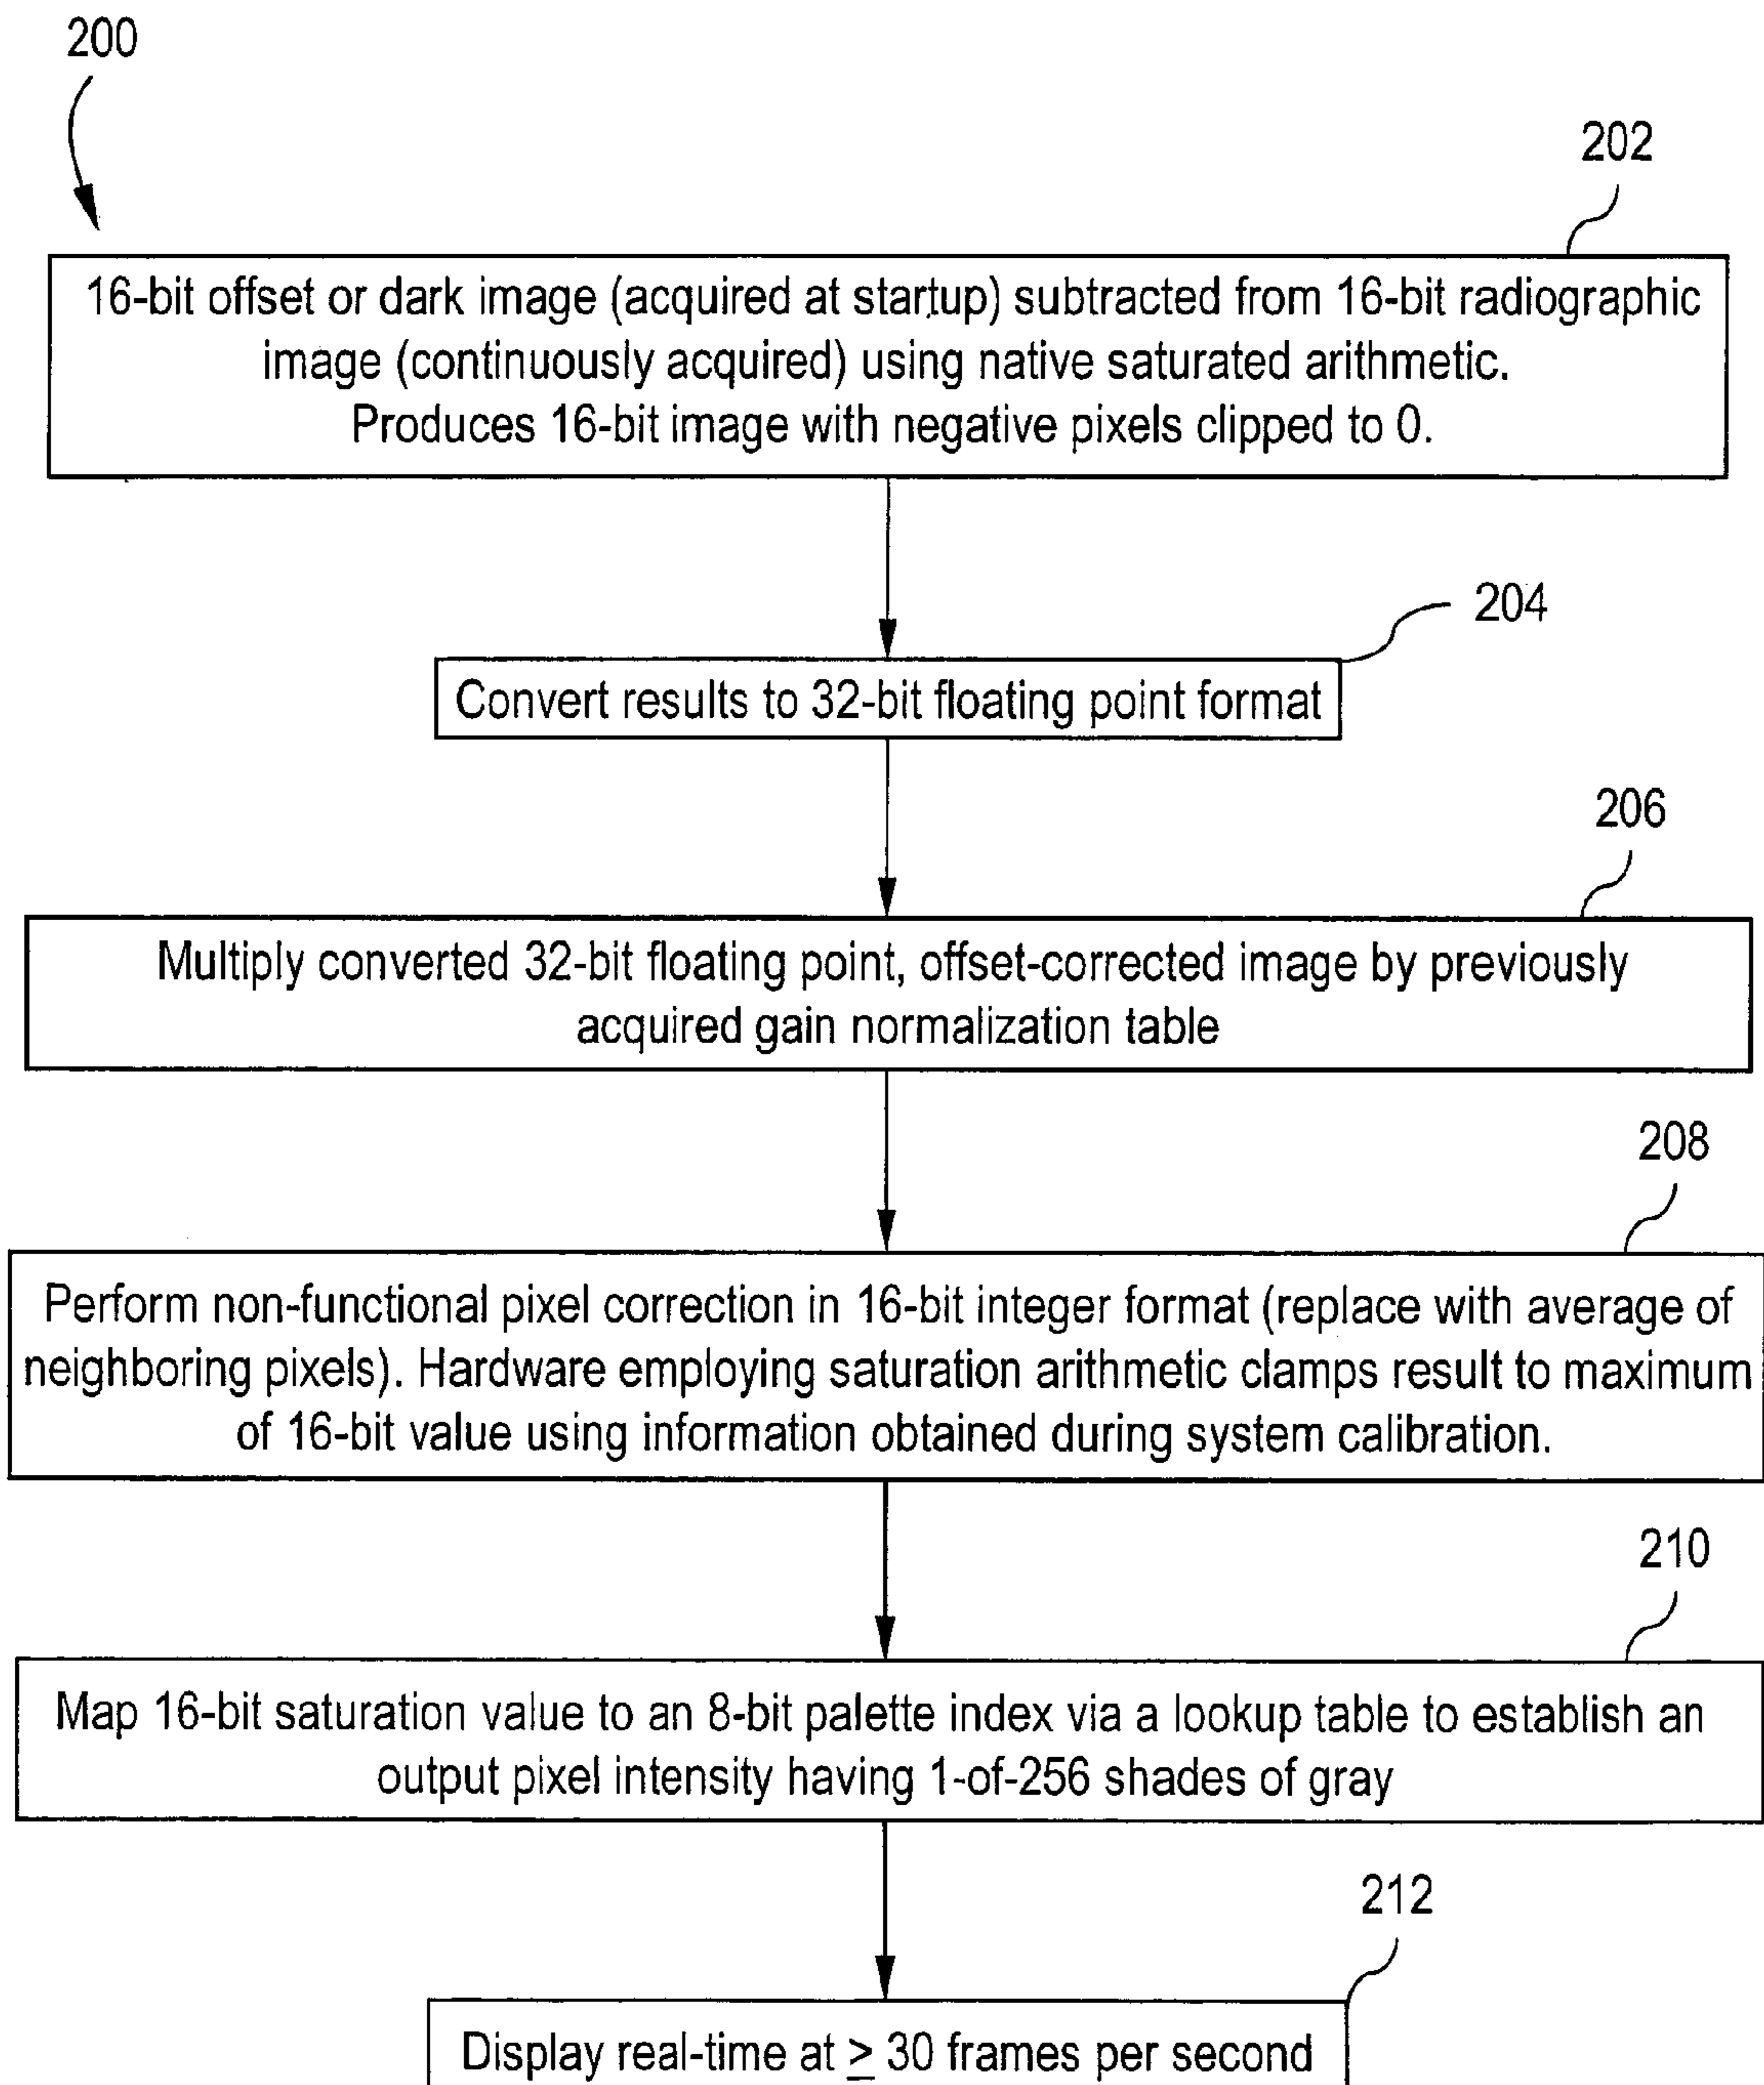 200
202
16-bit offset or dark image (acquired at startup) subtracted from 16-bit radiographic
image (continuously acquired) using native saturated arithmetic.
Produces 16-bit image with negative pixels clipped to 0.
204
Convert results to 32-bit floating point format
206
Multiply converted 32-bit floating point, offset-corrected image by previously
acquired gain normalization table
208
Perform non-functional pixel correction in 16-bit integer format (replace with average of
neighboring pixels). Hardware employing saturation arithmetic clamps result to maximum
of 16-bit value using information obtained during system calibration.
210
Map 16-bit saturation value to an 8-bit palette index via a lookup table to establish an
output pixel intensity having 1-of-256 shades of gray
212
Display real-time at ≥ 30 frames per second